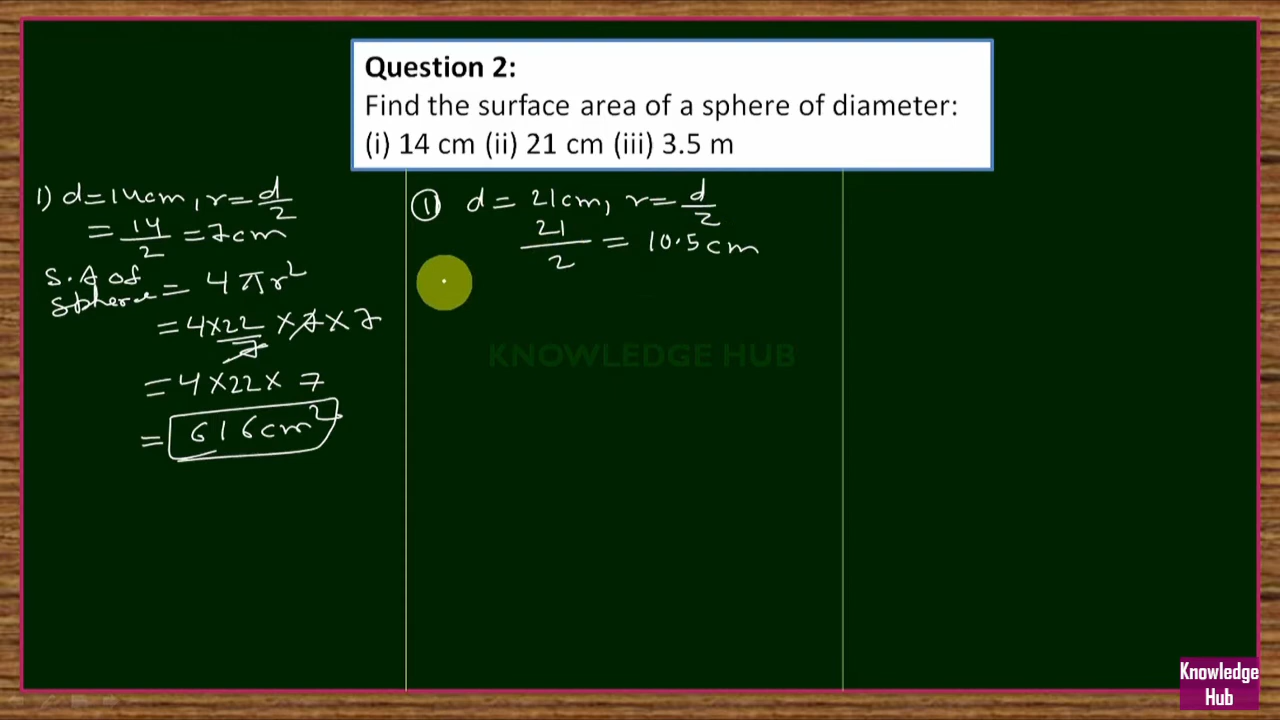 Question 2:
Find the surface area of a sphere of diameter:
(i) 14 cm (ii) 21 cm (iii) 3.5 m
1) d=14cm, r=d/2
=14/2=7cm
S.A of sphere = 4πr²
=4×22/7×7×7
=4×22×7
=616cm²
① d=21cm, r=d/2
21/2=10.5cm
KNOWLEDGE HUB
Knowledge
Hub